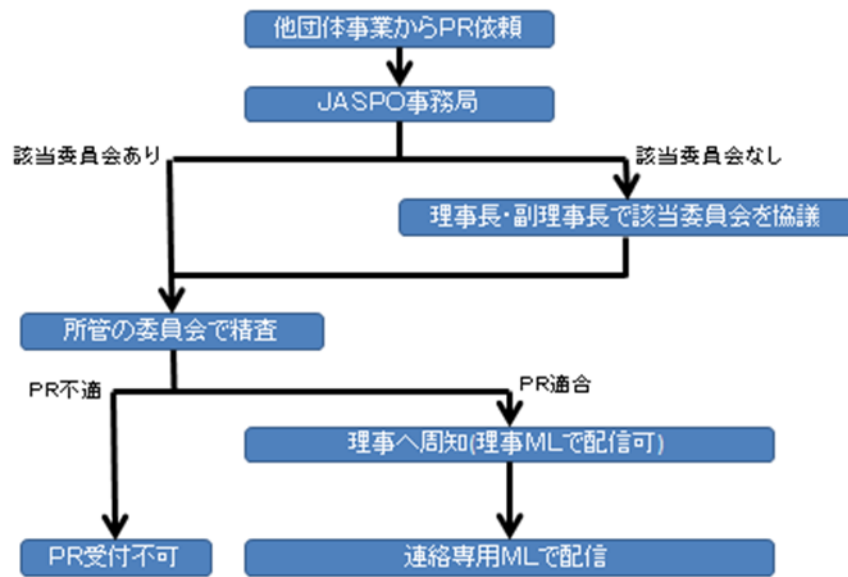 他団体事業からPR依頼
JASPO事務局
該当委員会あり
該当委員会なし
理事長・副理事長で該当委員会を協議
所管の委員会で精査
PR不適
PR適合
理事へ周知(理事MLで配信可)
PR受付不可
連絡専用MLで配信